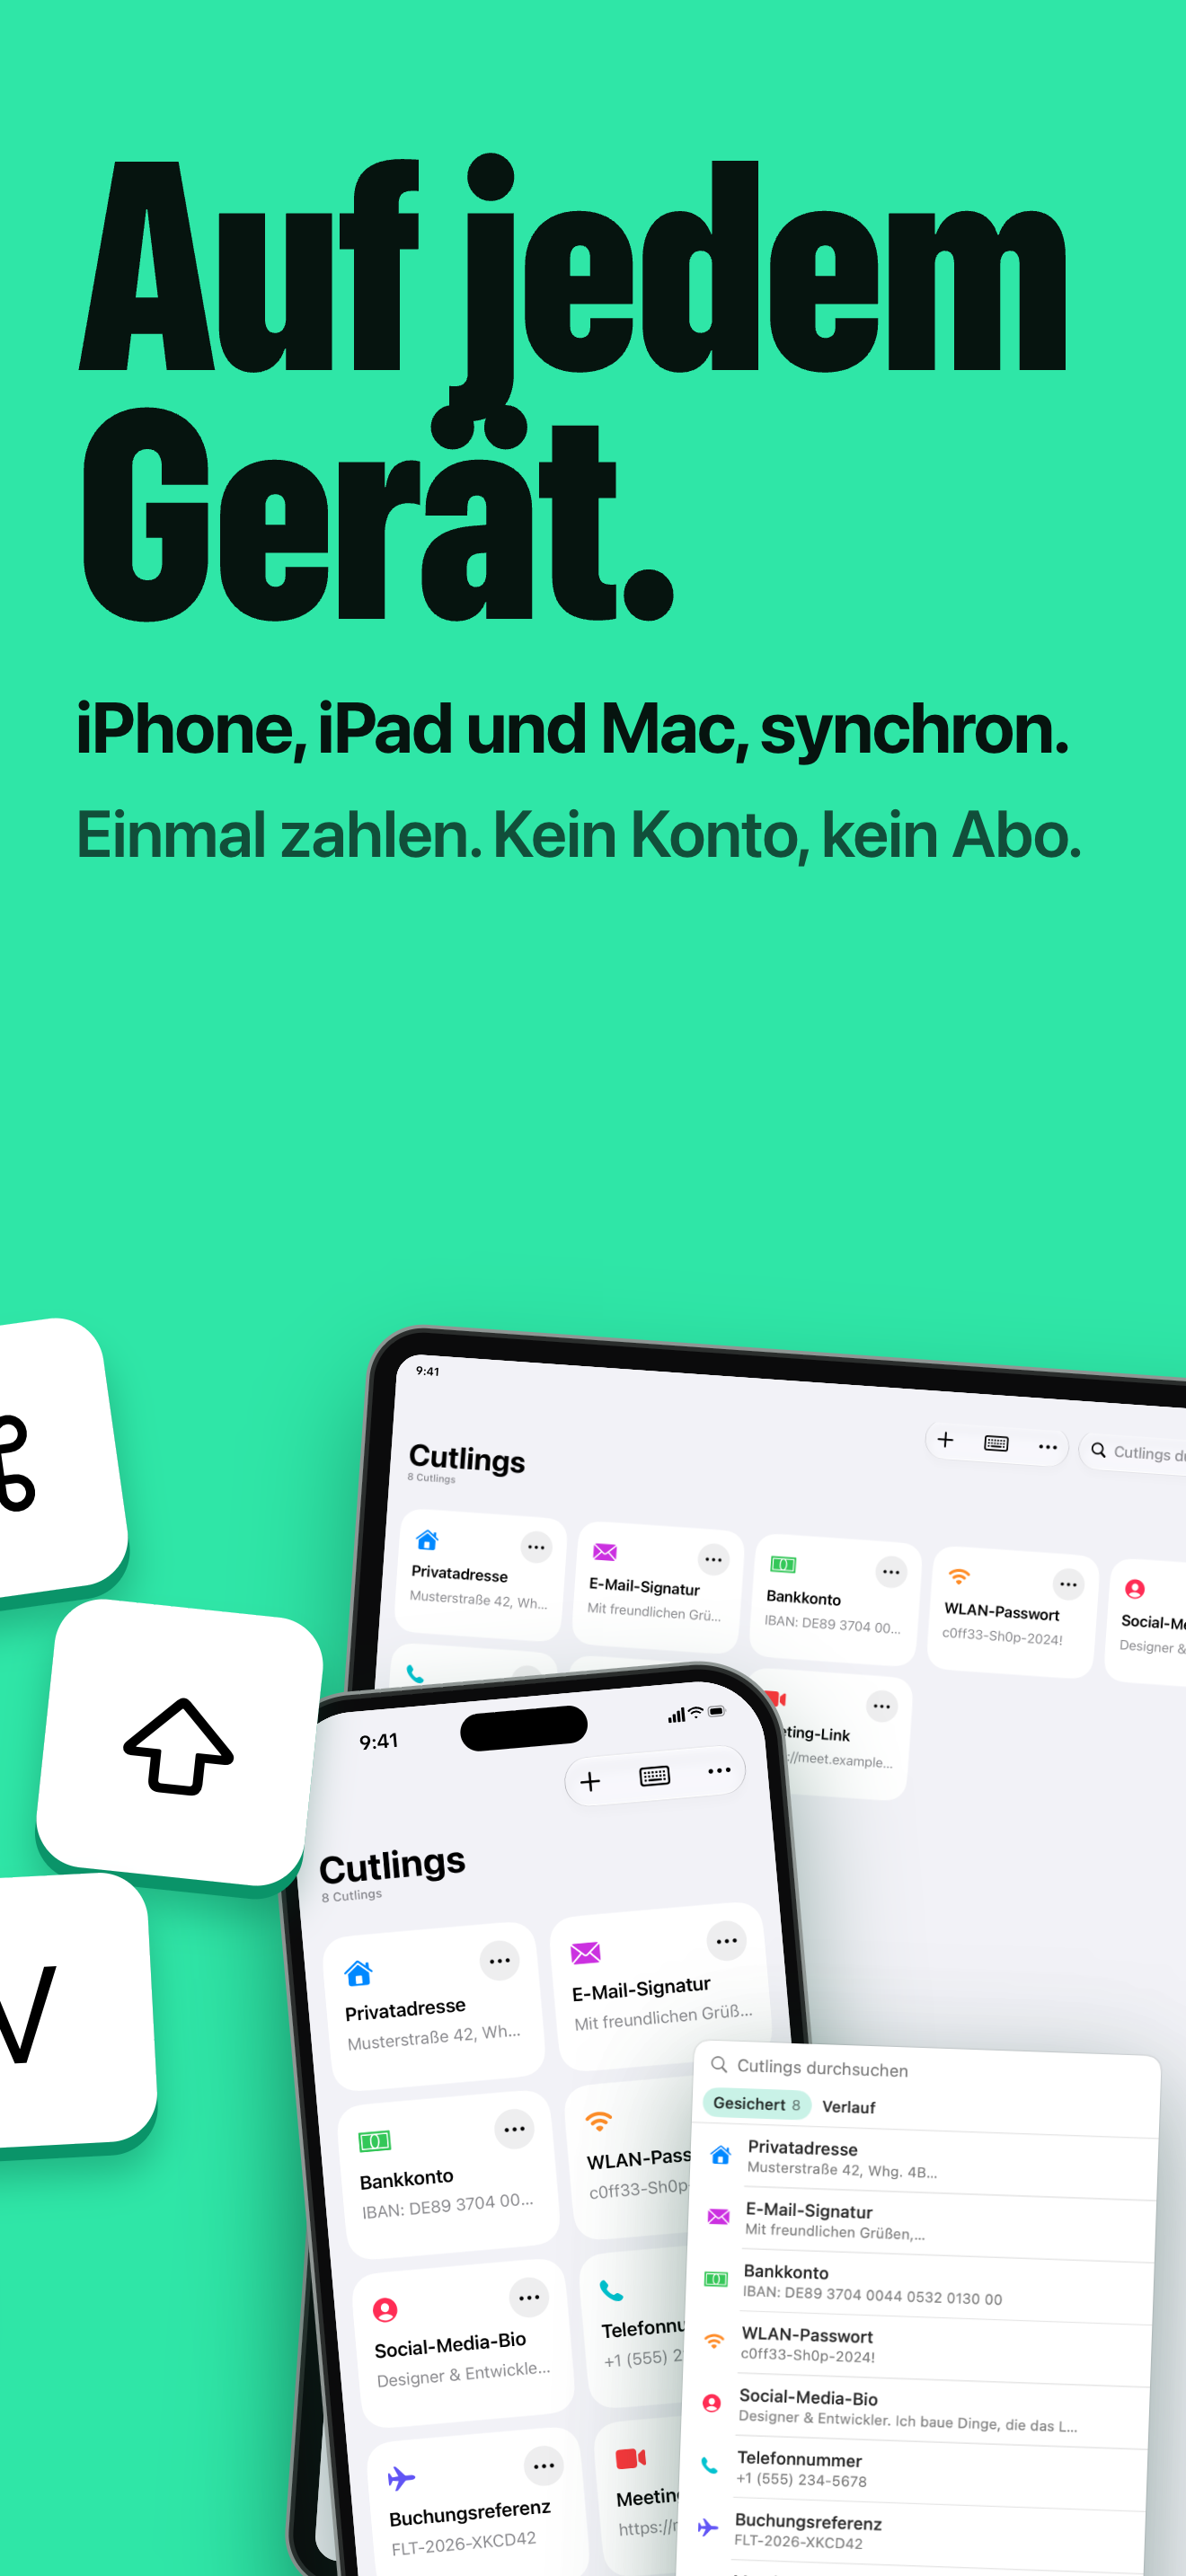 Auf jedem
Gerät.
iPhone, iPad und Mac, synchron.
Einmal zahlen. Kein Konto, kein Abo.
⌘
V
9:41
Cutlings
8 Cutlings
Cutlings
Privatadresse
Musterstraße 42, Wh...
E-Mail-Signatur
Mit freundlichen Grü...
Bankkonto
IBAN: DE89 3704 00...
WLAN-Passwort
c0ff33-Sh0p-2024!
Designer &
9:41
Cutlings
8 Cutlings
Privatadresse
Musterstraße 42, Wh...
E-Mail-Signatur
Mit freundlichen Grüß...
Bankkonto
IBAN: DE89 3704 00...
Social-Media-Bio
Designer & Entwickle...
+1 (555)
Buchungsreferenz
FLT-2026-XKCD42
Cutlings durchsuchen
Gesichert 8
Verlauf
Privatadresse
Musterstraße 42, Whg. 4B...
E-Mail-Signatur
Mit freundlichen Grüßen,...
Bankkonto
IBAN: DE89 3704 0044 0532 0130 00
WLAN-Passwort
c0ff33-Sh0p-2024!
Social-Media-Bio
Designer & Entwickler. Ich baue Dinge, die das L...
Telefonnummer
+1 (555) 234-5678
Buchungsreferenz
FLT-2026-XKCD42